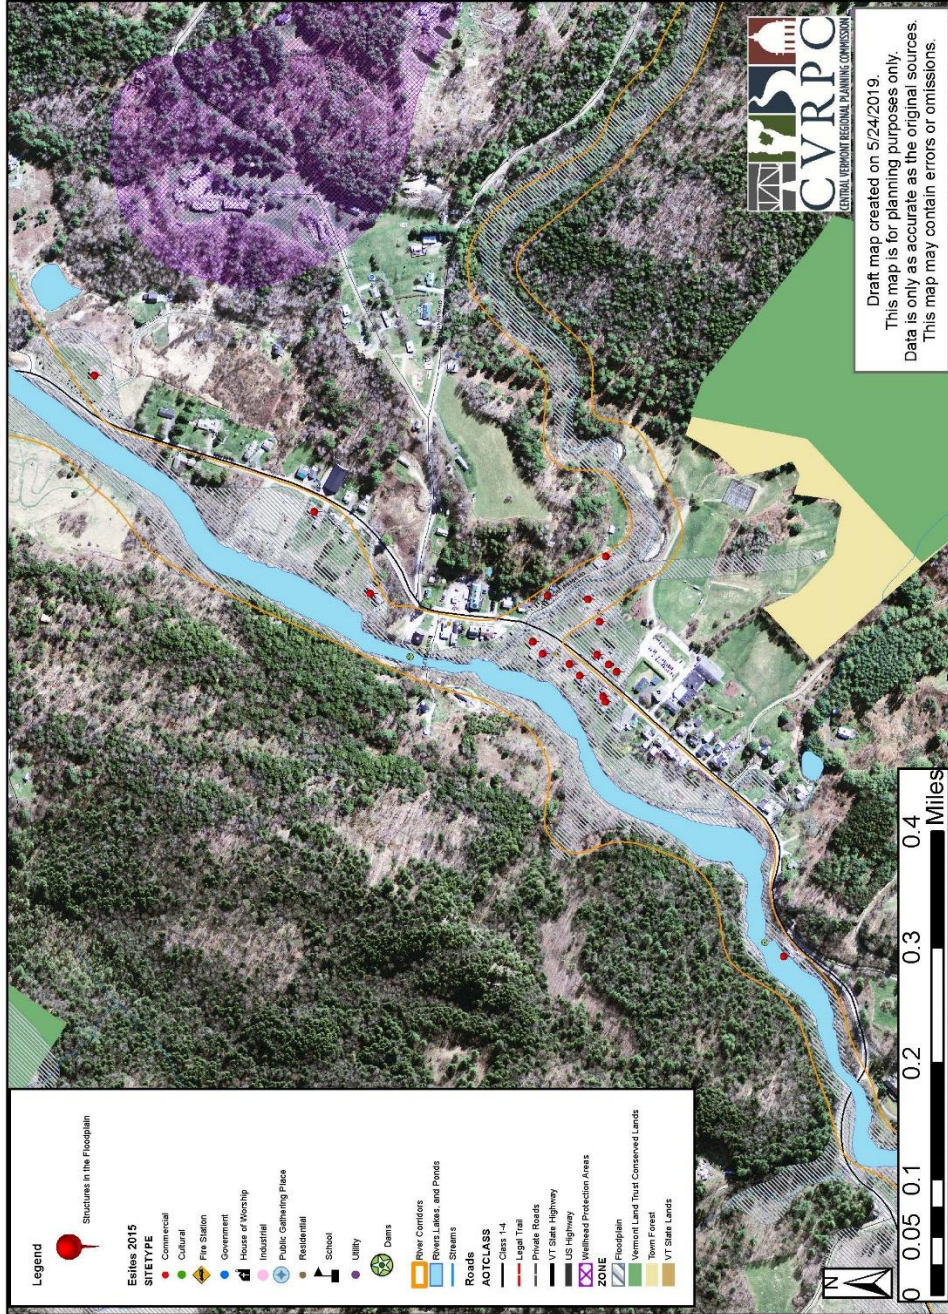 Legend
Structures in the Floodplain
Esites 2015
SITETYPE
Commercial
Cultural
Fire Station
Government
House of Worship
Industrial
Public Gathering Place
Residential
School
Utility
Dams
River Corridors
Rivers, Lakes, and Ponds
Streams
Roads
AOTCLASS
Class 1-4
Legal Trail
Private Roads
VT State Highway
US Highway
Wellhead Protection Areas
ZONE
Floodplain
Vermont Land Trust Conserved Lands
Town Forest
VT State Lands
N
0 0.05 0.1 0.2 0.3 0.4
Miles
CVRPC
CENTRAL VERMONT REGIONAL PLANNING COMMISSION
Draft map created on 5/24/2019.
This map is for planning purposes only.
Data is only as accurate as the original sources.
This map may contain errors or omissions.